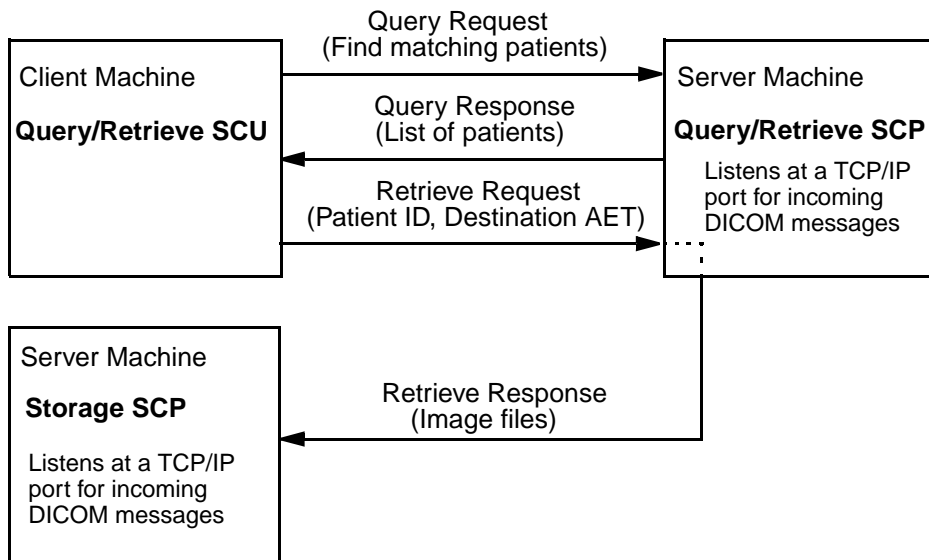 Query Request
(Find matching patients)
Client Machine
Query/Retrieve SCU
Server Machine
Query/Retrieve SCP
Listens at a TCP/IP
port for incoming
DICOM messages
Query Response
(List of patients)
Retrieve Request
(Patient ID, Destination AET)
Server Machine
Storage SCP
Listens at a TCP/IP
port for incoming
DICOM messages
Retrieve Response
(Image files)